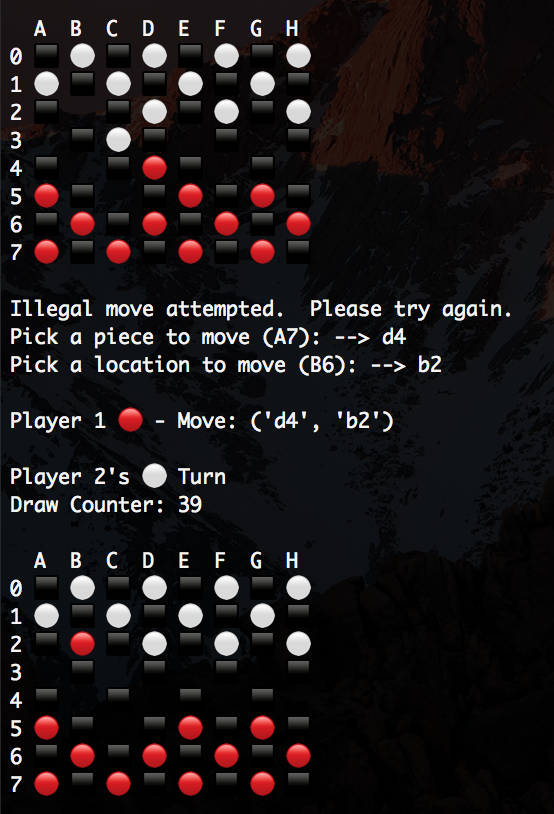 A B C D E F G H
0
1
2
3
4
5
6
7
Illegal move attempted.  Please try again.
Pick a piece to move (A7): --> d4
Pick a location to move (B6): --> b2
Player 1 🔴 - Move: ('d4', 'b2')
Player 2's ⚪ Turn
Draw Counter: 39
A B C D E F G H
0
1
2
3
4
5
6
7